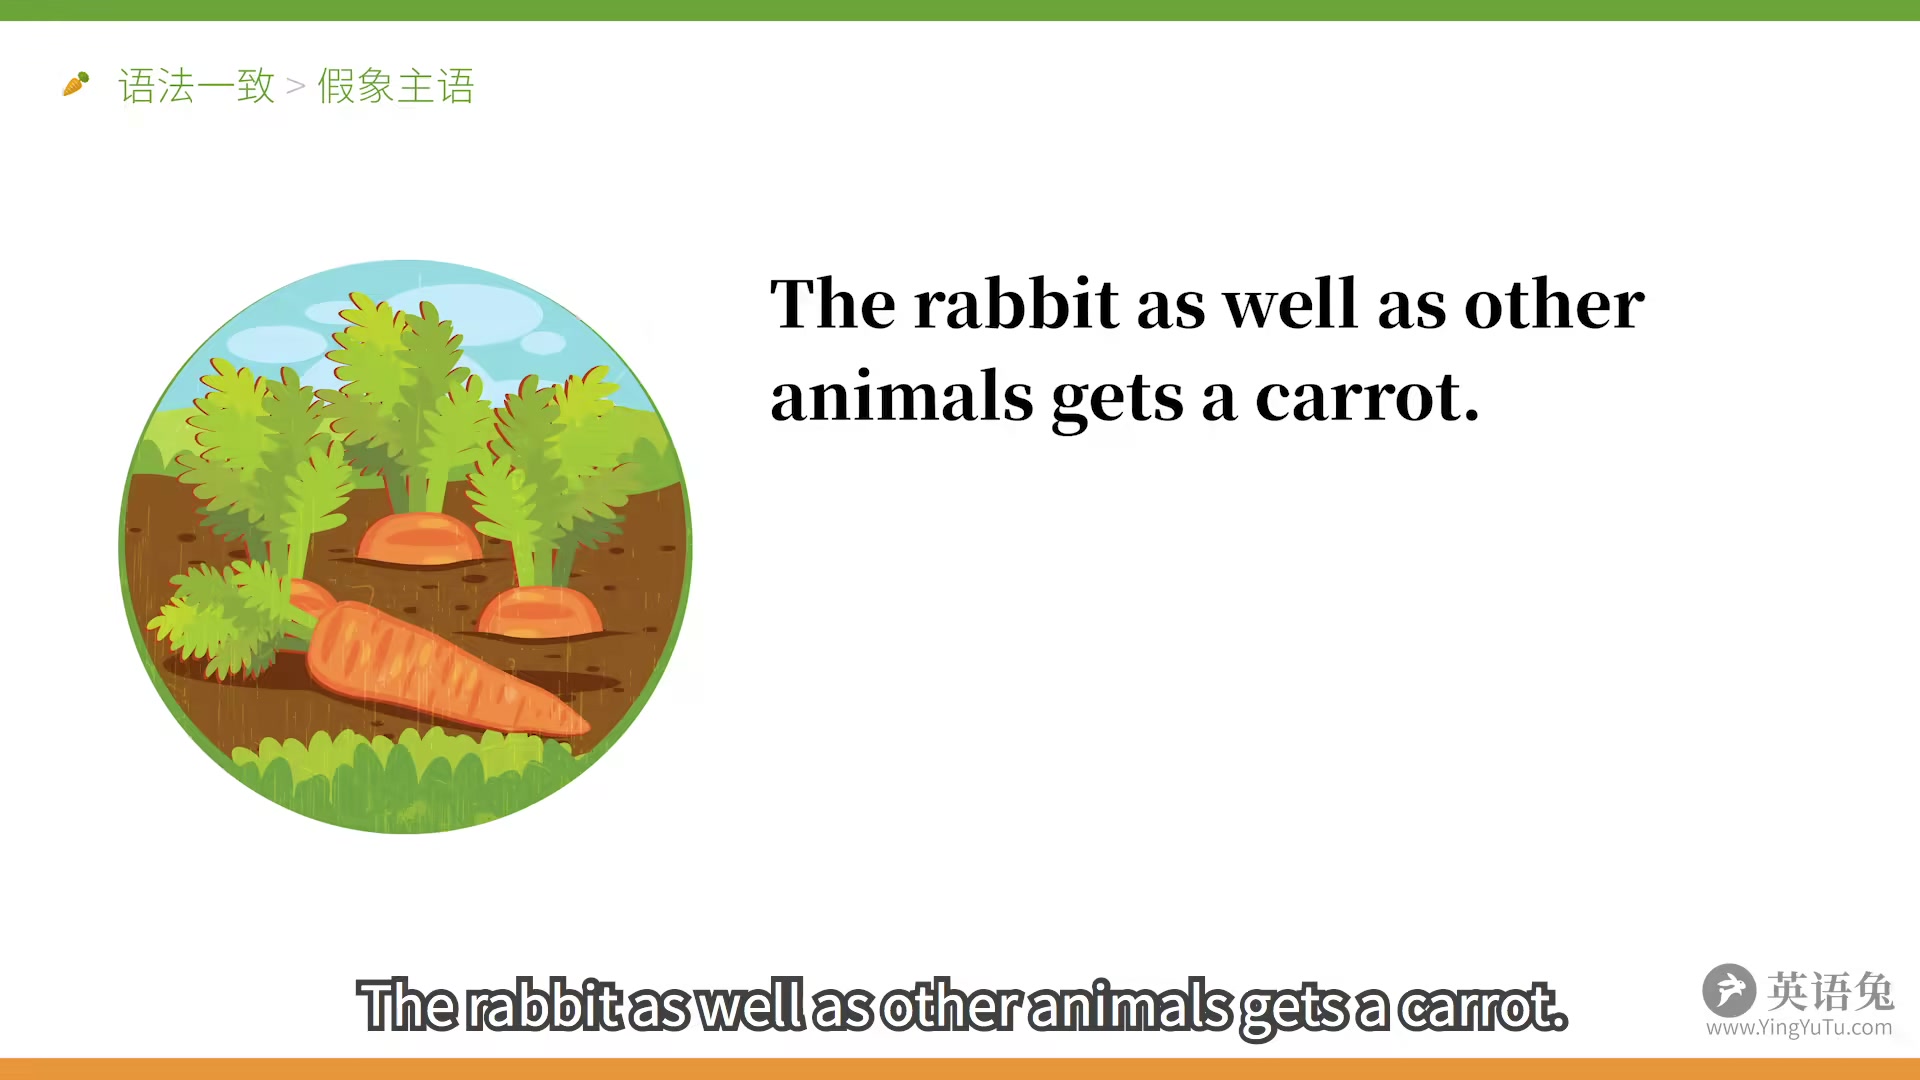 语法一致 > 假象主语
The rabbit as well as other
animals gets a carrot.
The rabbit as well as other animals gets a carrot.
英语兔
www.YingYuTu.com